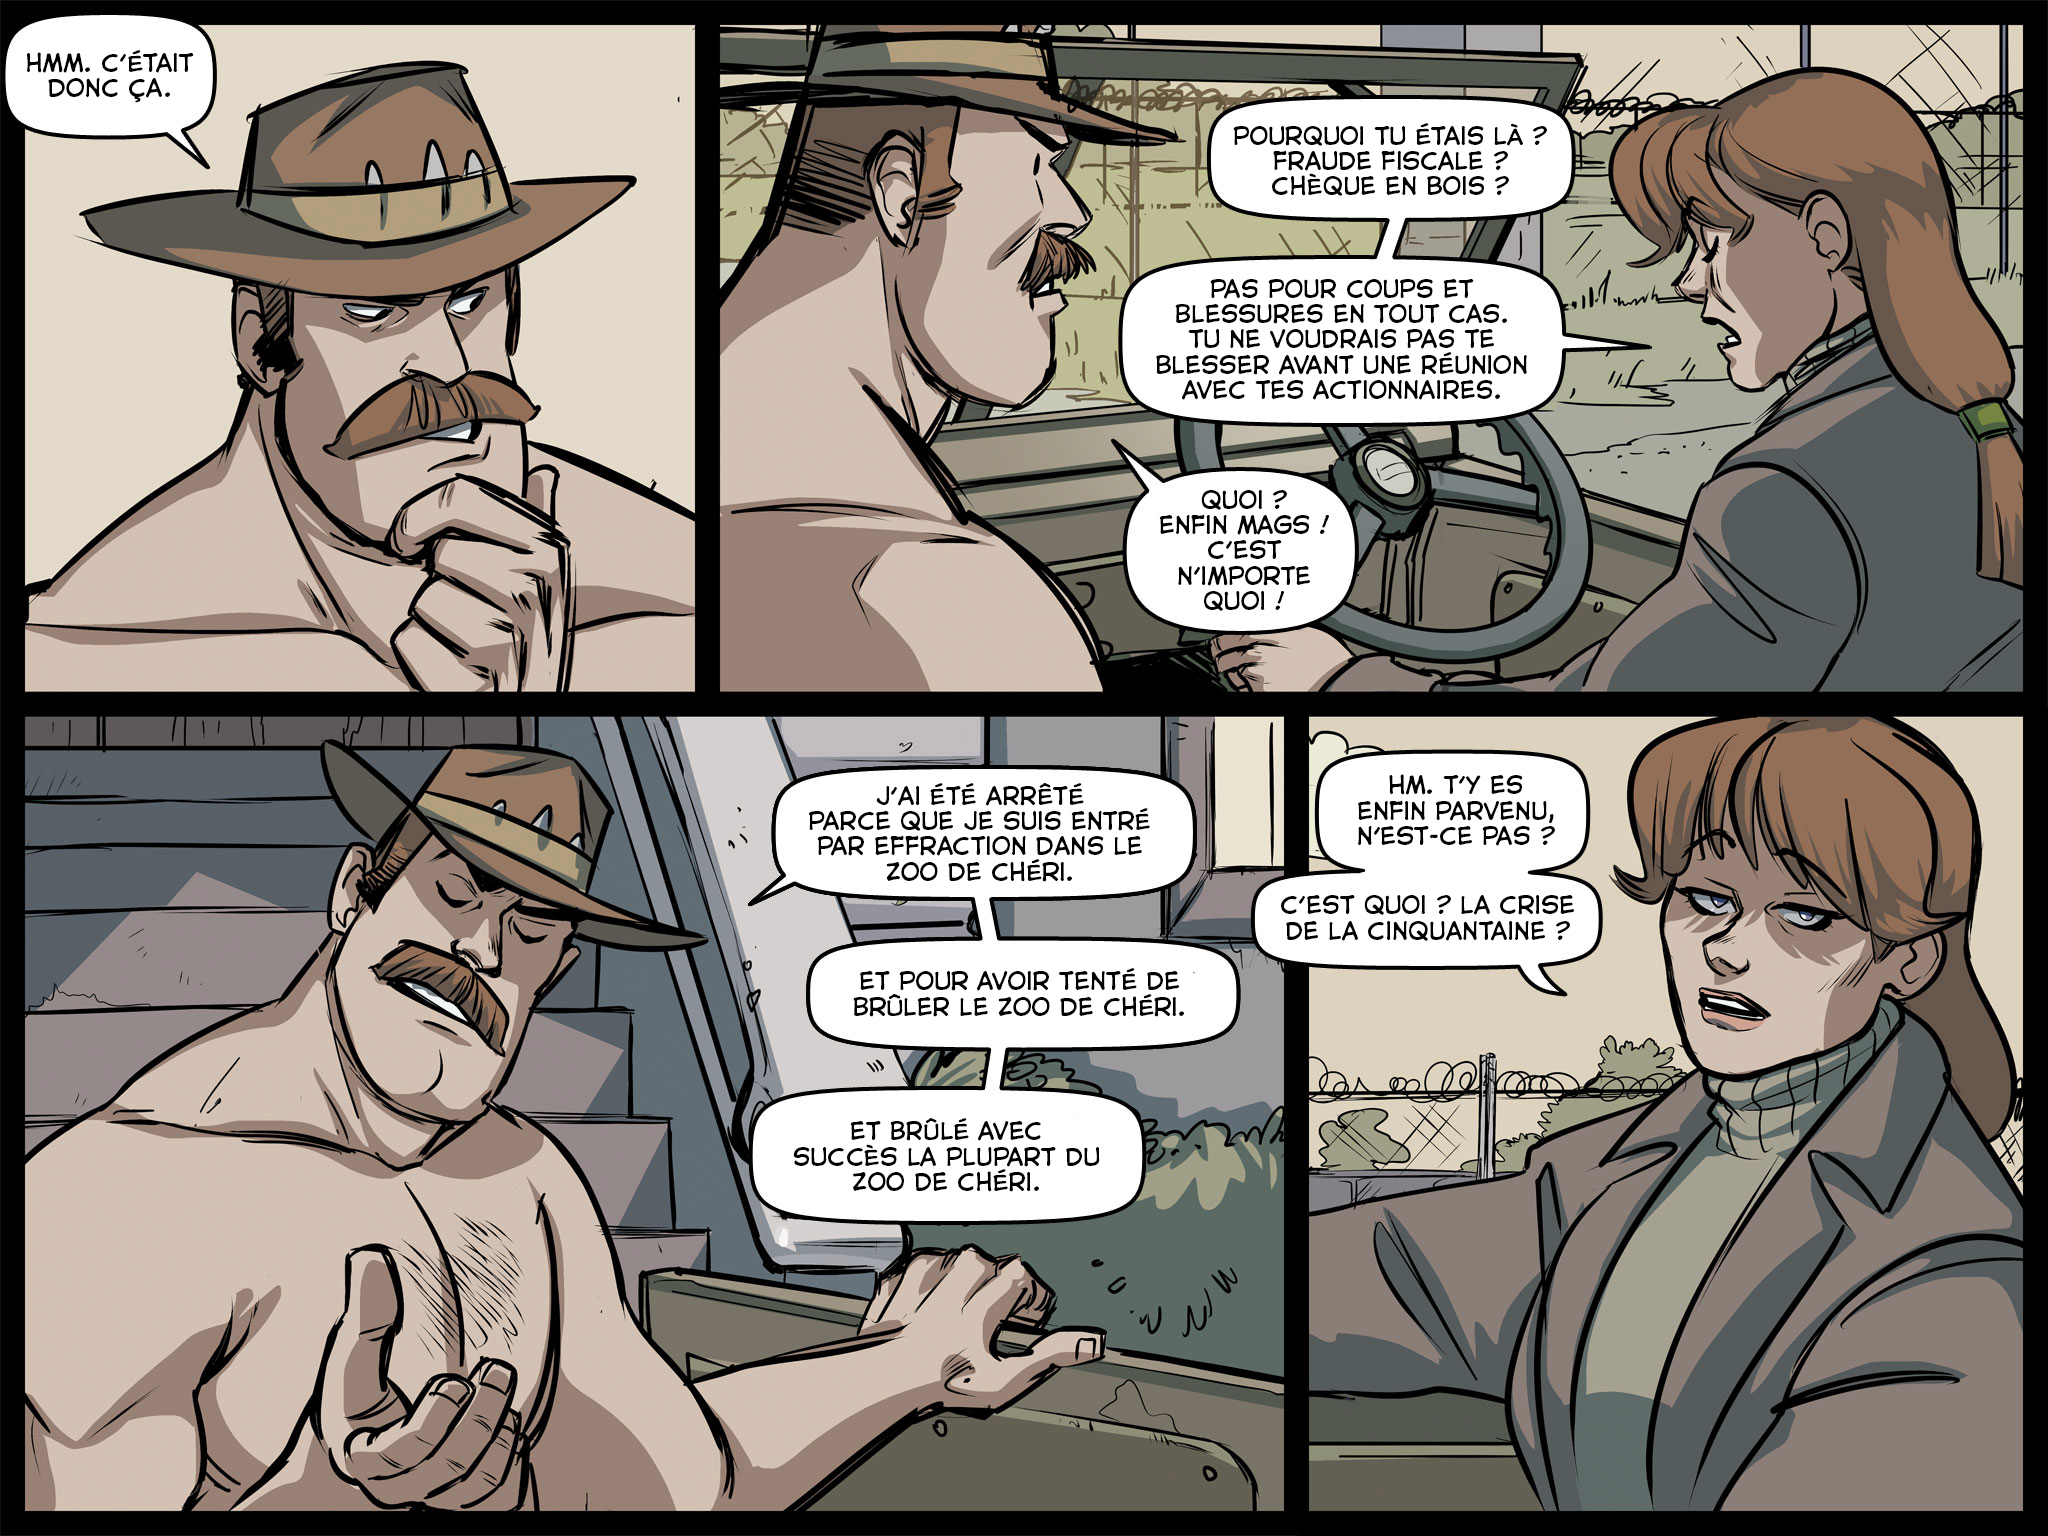 HMM. C'ÉTAIT
DONC ÇA.
POURQUOI TU ÉTAIS LÀ ?
FRAUDE FISCALE ?
CHÈQUE EN BOIS ?
PAS POUR COUPS ET
BLESSURES EN TOUT CAS.
TU NE VOUDRAIS PAS TE
BLESSER AVANT UNE RÉUNION
AVEC TES ACTIONNAIRES.
QUOI ?
ENFIN MAGS !
C'EST
N'IMPORTE
QUOI !
J'AI ÉTÉ ARRÊTÉ
PARCE QUE JE SUIS ENTRÉ
PAR EFFRACTION DANS LE
ZOO DE CHÉRI.
ET POUR AVOIR TENTÉ DE
BRÛLER LE ZOO DE CHÉRI.
ET BRÛLÉ AVEC
SUCCÈS LA PLUPART DU
ZOO DE CHÉRI.
HM. T'Y ES
ENFIN PARVENU,
N'EST-CE PAS ?
C'EST QUOI ? LA CRISE
DE LA CINQUANTAINE ?